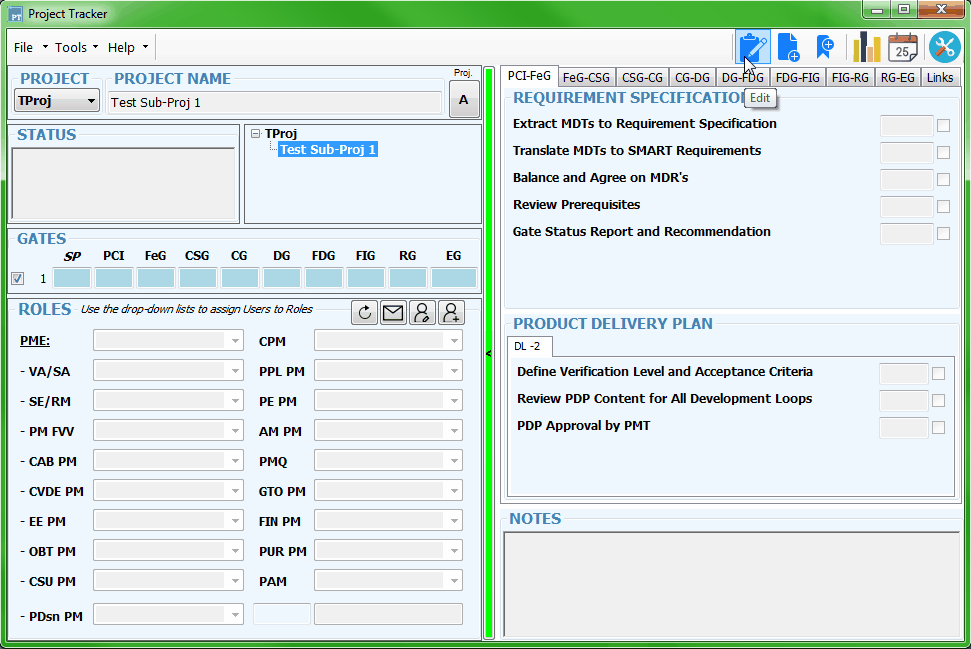 PT Project Tracker
File Tools Help
25
PROJECT
PROJECT NAME
Proj.
TProj
Test Sub-Proj 1
A
STATUS
TProj
Test Sub-Proj 1
GATES
SP PCI FeG CSG CG DG FDG FIG RG EG
1
ROLES Use the drop-down lists to assign Users to Roles
PME: CPM
- VA/SA PPL PM
- SE/RM PE PM
- PM FVV AM PM
- CAB PM PMQ
- CVDE PM GTO PM
- EE PM FIN PM
- OBT PM PUR PM
- CSU PM PAM
- PDsn PM
<
PCI-FeG FeG-CSG CSG-CG CG-DG DG-FDG FDG-FIG FIG-RG RG-EG Links
Edit
REQUIREMENT SPECIFICATIO
Extract MDTs to Requirement Specification
Translate MDTs to SMART Requirements
Balance and Agree on MDR's
Review Prerequisites
Gate Status Report and Recommendation
PRODUCT DELIVERY PLAN
DL -2
Define Verification Level and Acceptance Criteria
Review PDP Content for All Development Loops
PDP Approval by PMT
NOTES